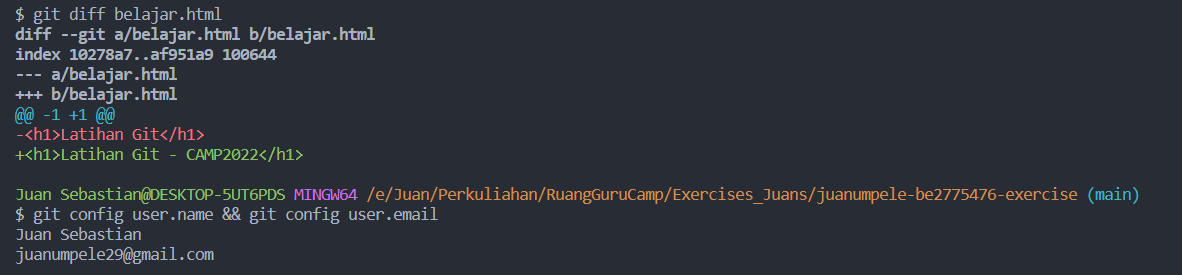 $ git diff belajar.html
diff --git a/belajar.html b/belajar.html
index 10278a7..af951a9 100644
--- a/belajar.html
+++ b/belajar.html
@@ -1 +1 @@
-<h1>Latihan Git</h1>
+<h1>Latihan Git - CAMP2022</h1>
Juan Sebastian@DESKTOP-5UT6PDS MINGW64 /e/Juan/Perkuliahan/RuangGuruCamp/Exercises_Juans/juanumpele-be2775476-exercise (main)
$ git config user.name && git config user.email
Juan Sebastian
juanumpele29@gmail.com